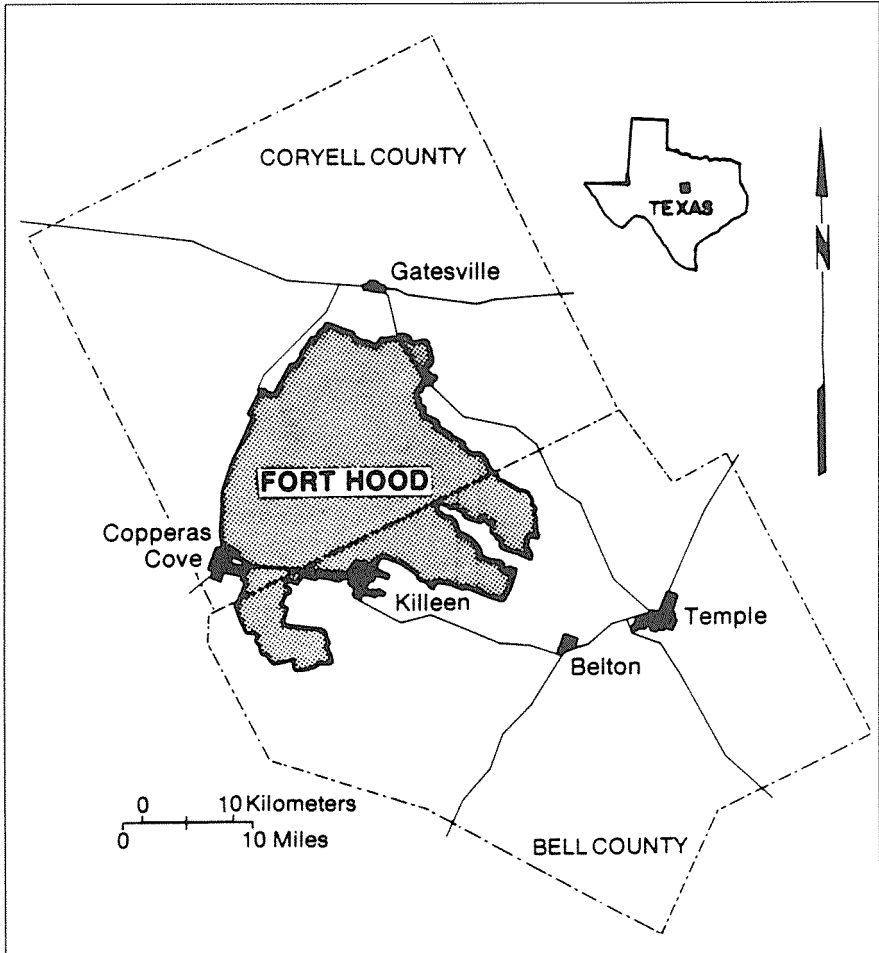 CORYELL COUNTY
TEXAS
N
Gatesville
FORT HOOD
Copperas
Cove
Killeen
Temple
Belton
0 10 Kilometers
0 10 Miles
BELL COUNTY